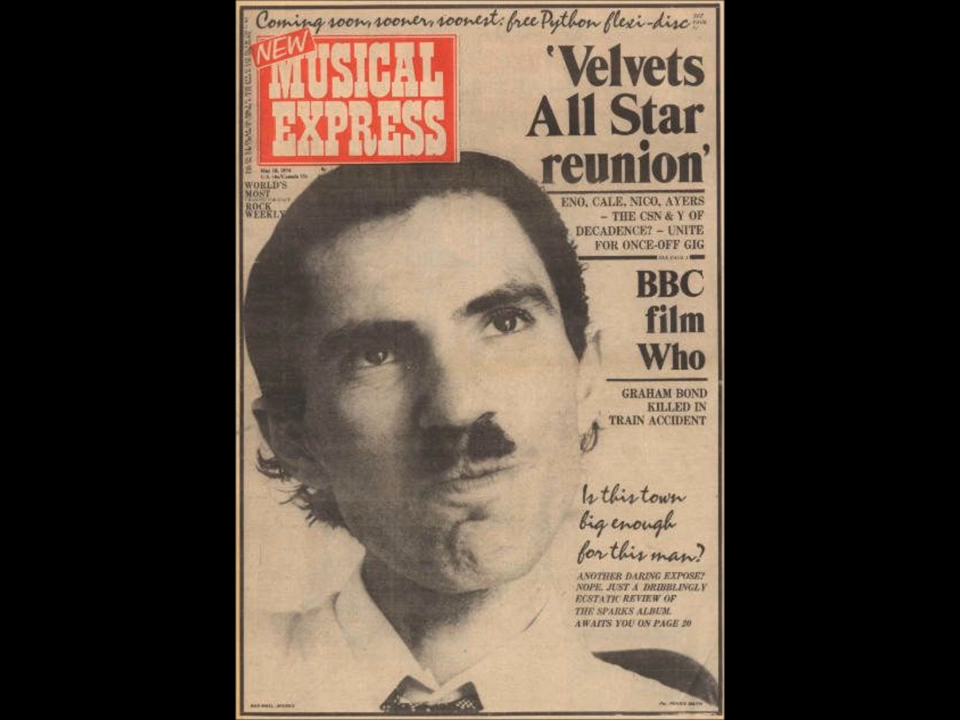 Coming soon, sooner, soonest: free Python flexi-disc
NEW
MUSICAL
EXPRESS
WORLD'S
MOST
ROCK
WEEKLY
'Velvets
All Star
reunion'
ENO, CALE, NICO, AYERS
– THE CSN & Y OF
DECADENCE? – UNITE
FOR ONCE-OFF GIG
BBC
film
Who
GRAHAM BOND
KILLED IN
TRAIN ACCIDENT
Is this town
big enough
for this man?
ANOTHER DARING EXPOSE?
NOPE. JUST A DRIBBLINGLY
ECSTATIC REVIEW OF
THE SPARKS ALBUM.
AWAITS YOU ON PAGE 20